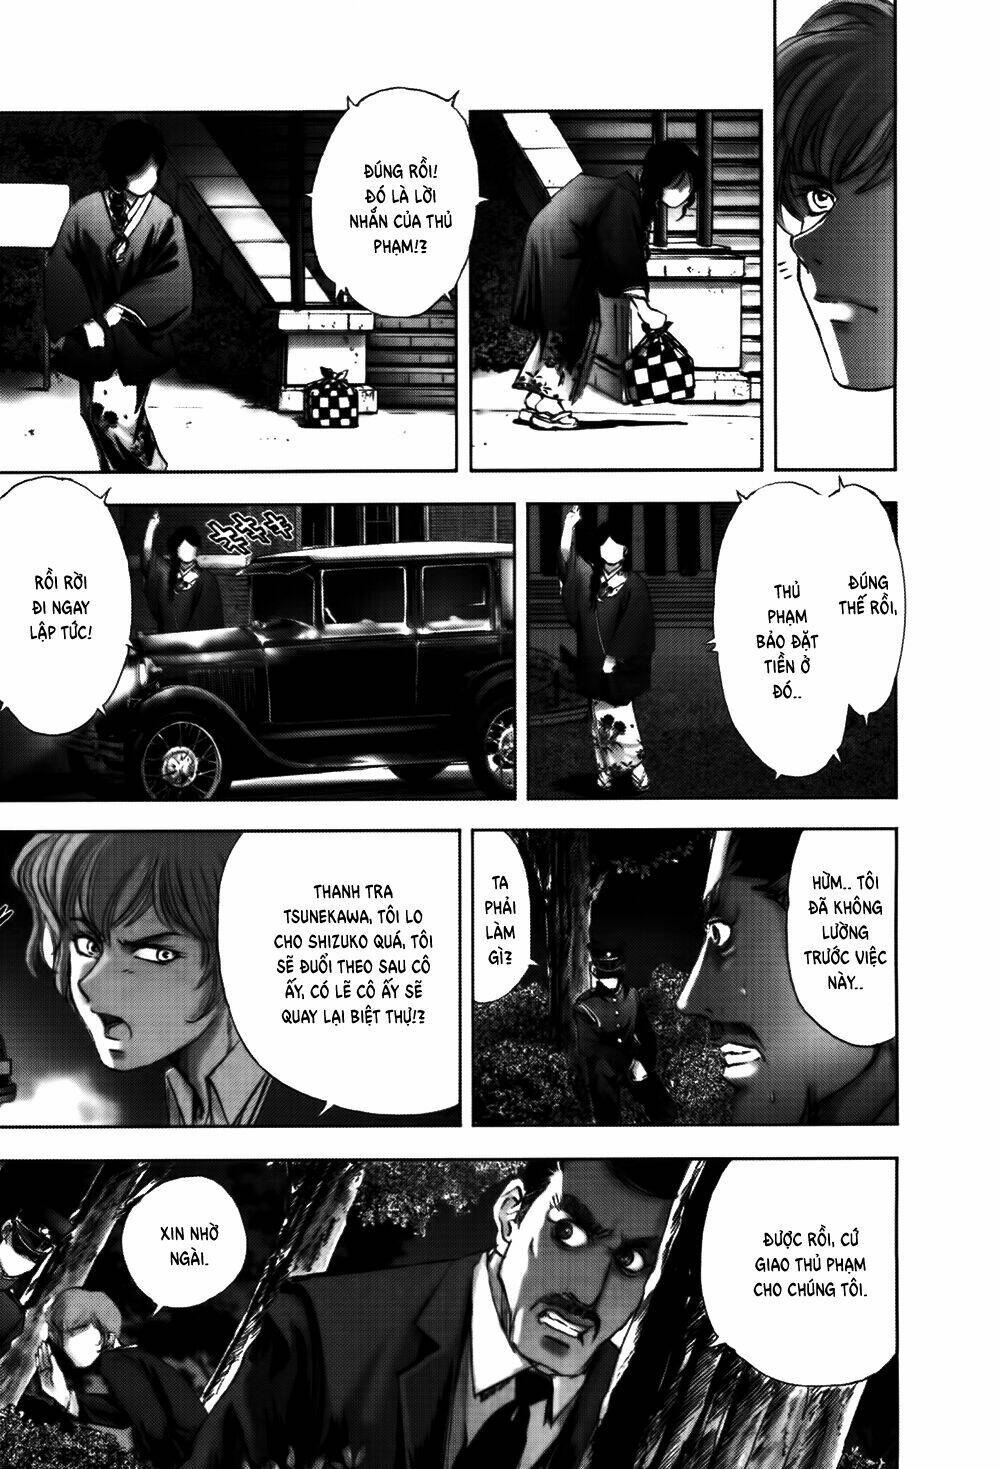 ĐÚNG RỒI!
ĐÓ LÀ LỜI
NHẮN CỦA THỦ
PHẠM!?
ĐÚNG
THẾ RỒI,
THỦ
PHẠM
BẢO ĐẶT
TIỀN Ở
ĐÓ..
RỒI RỜI
ĐI NGAY
LẬP TỨC!
HỪM.. TÔI
ĐÃ KHÔNG
LƯỜNG
TRƯỚC VIỆC
NÀY..
TA
PHẢI
LÀM
GÌ?
THANH TRA
TSUNEKAWA, TÔI LO
CHO SHIZUKO QUÁ, TÔI
SẼ ĐUỔI THEO SAU CÔ
ẤY, CÓ LẼ CÔ ẤY SẼ
QUAY LẠI BIỆT THỰ!?
ĐƯỢC RỒI, CỨ
GIAO THỦ PHẠM
CHO CHÚNG TÔI.
XIN NHỜ
NGÀI.